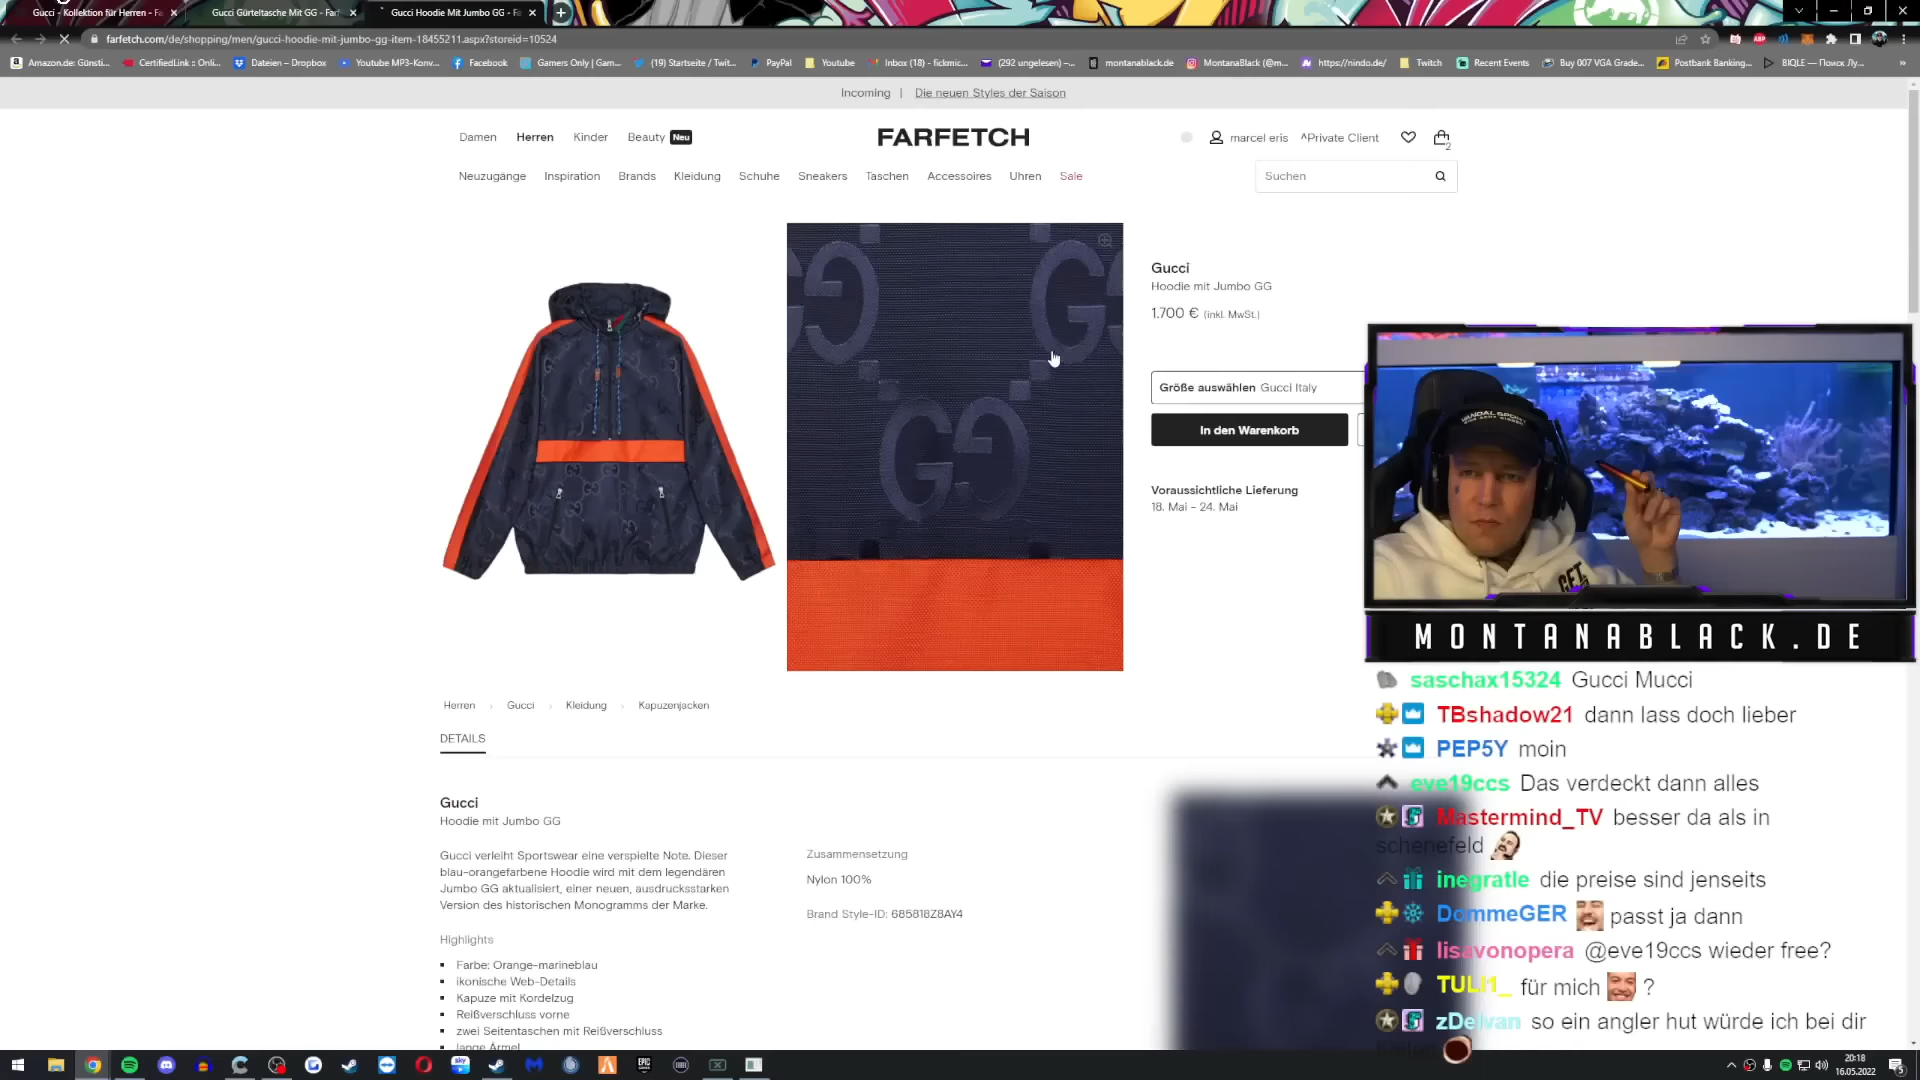 Gucci - Kollektion für Herren - Fa
Gucci Gürteltasche Mit GG - Farf
Gucci Hoodie Mit Jumbo GG - Fa
farfetch.com/de/shopping/men/gucci-hoodie-mit-jumbo-gg-item-18455211.aspx?storeid=10524
Amazon.de: Günsti...
CertifiedLink :: Onli...
Dateien – Dropbox
Youtube MP3-Konv...
Facebook
Gamers Only | Gam...
(19) Startseite / Twit...
PayPal
Youtube
Inbox (18) - fickmic...
(292 ungelesen) –...
montanablack.de
MontanaBlack (@m...
https://nindo.de/
Twitch
Recent Events
Buy 007 VGA Grade...
Postbank Banking...
BIQLE — Поиск Лу...
Incoming | Die neuen Styles der Saison
Damen Herren Kinder Beauty Neu
FARFETCH
marcel eris ^Private Client
2
Neuzugänge Inspiration Brands Kleidung Schuhe Sneakers Taschen Accessoires Uhren Sale
Suchen
Gucci
Hoodie mit Jumbo GG
1.700 € (inkl. MwSt.)
Größe auswählen Gucci Italy
In den Warenkorb
Voraussichtliche Lieferung
18. Mai - 24. Mai
VANDAL SPORT
GET
MONTANABLACK.DE
saschax15324 Gucci Mucci
TBshadow21 dann lass doch lieber
PEP5Y moin
eve19ccs Das verdeckt dann alles
Mastermind_TV besser da als in
schenefeld
inegratle die preise sind jenseits
DommeGER passt ja dann
lisavonopera @eve19ccs wieder free?
TULI1_ für mich ?
zDelvan so ein angler hut würde ich bei dir
Herren Gucci Kleidung Kapuzenjacken
DETAILS
Gucci
Hoodie mit Jumbo GG
Gucci verleiht Sportswear eine verspielte Note. Dieser
blau-orangefarbene Hoodie wird mit dem legendären
Jumbo GG aktualisiert, einer neuen, ausdrucksstarken
Version des historischen Monogramms der Marke.
Zusammensetzung
Nylon 100%
Brand Style-ID: 685818Z8AY4
Highlights
Farbe: Orange-marineblau
ikonische Web-Details
Kapuze mit Kordelzug
Reißverschluss vorne
zwei Seitentaschen mit Reißverschluss
lange Ärmel
20:18
16.05.2022